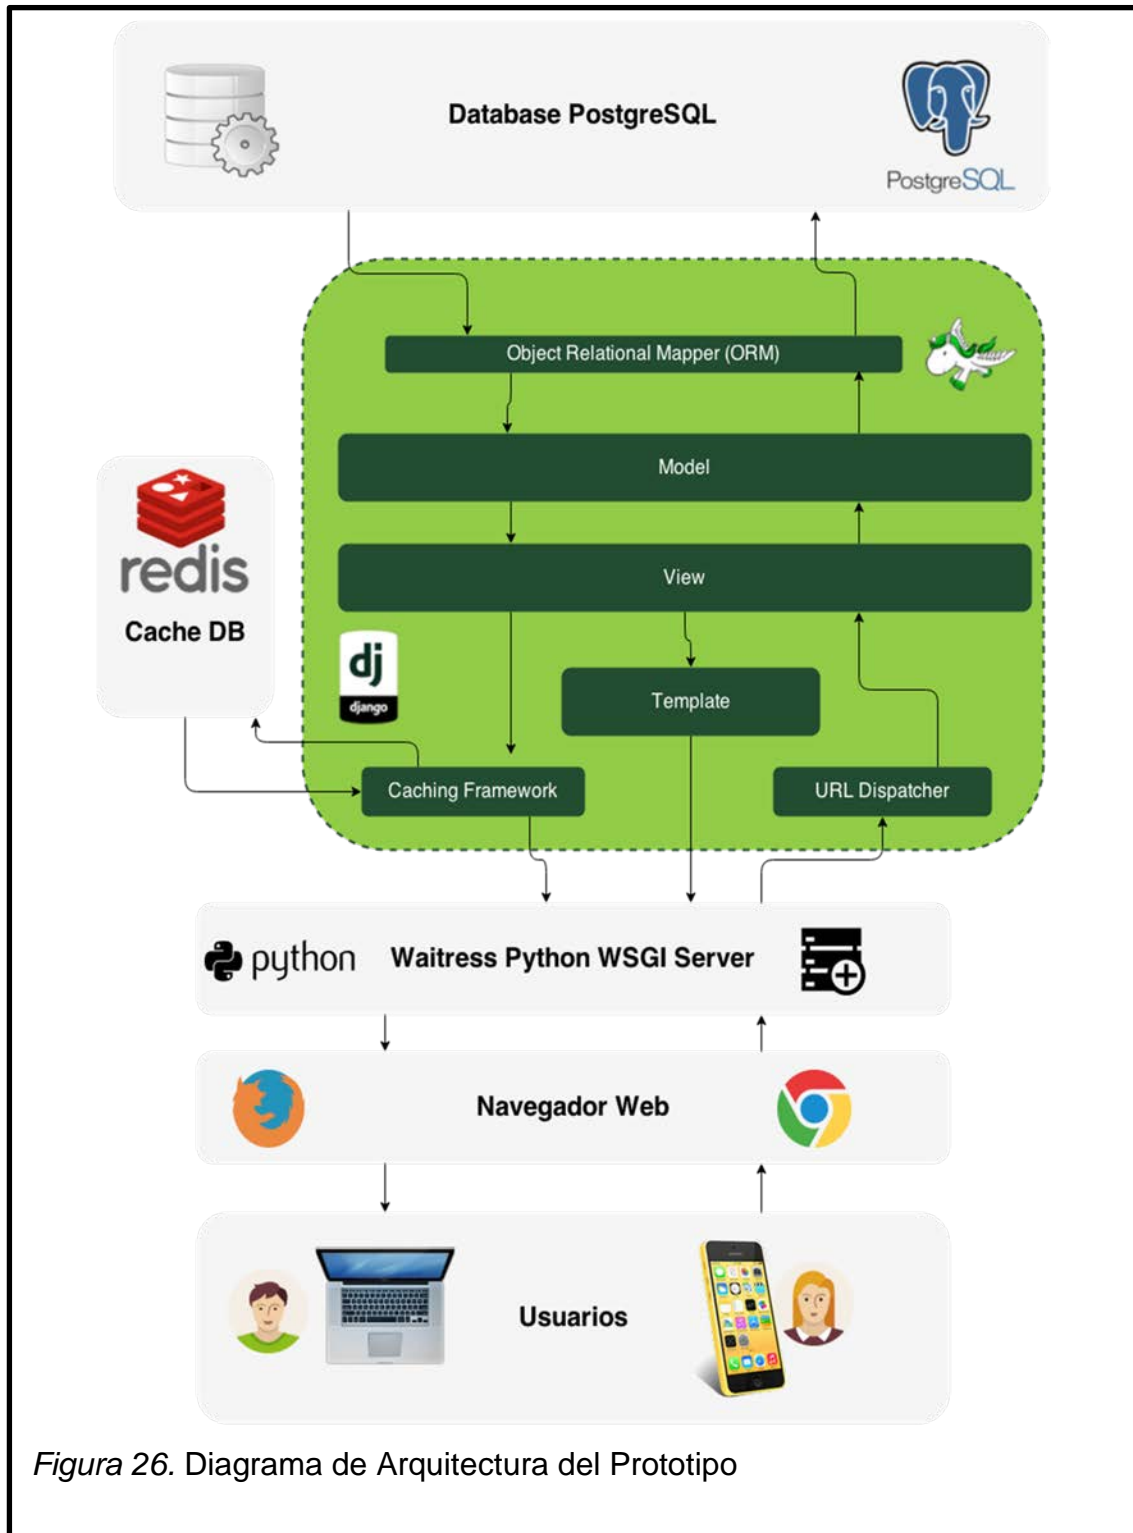 Database PostgreSQL
PostgreSQL
Object Relational Mapper (ORM)
Model
redis
Cache DB
View
dj
django
Template
Caching Framework
URL Dispatcher
python
Waitress Python WSGI Server
Navegador Web
Usuarios
Figura 26. Diagrama de Arquitectura del Prototipo